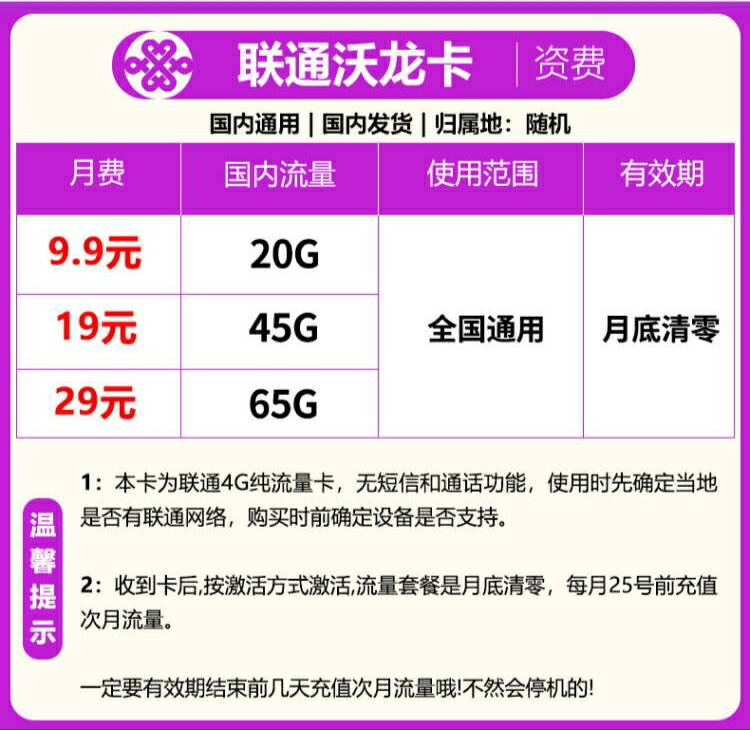 联通沃龙卡 | 资费
国内通用 | 国内发货 | 归属地：随机
月费 国内流量 使用范围 有效期
9.9元 20G
19元 45G 全国通用 月底清零
29元 65G
温馨提示
1：本卡为联通4G纯流量卡，无短信和通话功能，使用时先确定当地
是否有联通网络，购买时前确定设备是否支持。
2：收到卡后,按激活方式激活,流量套餐是月底清零，每月25号前充值
次月流量。
一定要有效期结束前几天充值次月流量哦!不然会停机的!